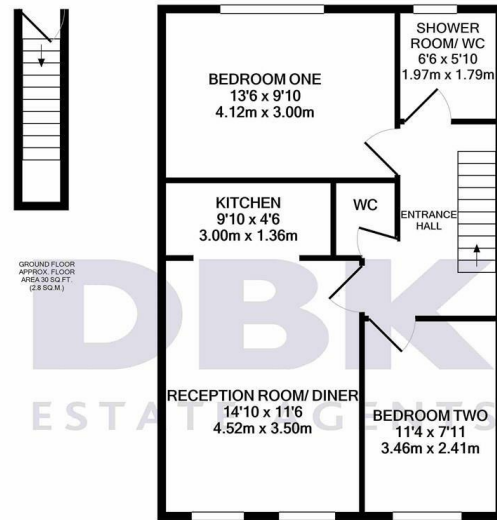 SHOWER
ROOM/ WC
6'6 x 5'10
1.97m x 1.79m
BEDROOM ONE
13'6 x 9'10
4.12m x 3.00m
KITCHEN
9'10 x 4'6
3.00m x 1.36m
WC
ENTRANCE
HALL
GROUND FLOOR
APPROX. FLOOR
AREA 30 SQ.FT.
(2.8 SQ.M.)
DBK
ESTATE AGENTS
RECEPTION ROOM/ DINER
14'10 x 11'6
4.52m x 3.50m
BEDROOM TWO
11'4 x 7'11
3.46m x 2.41m